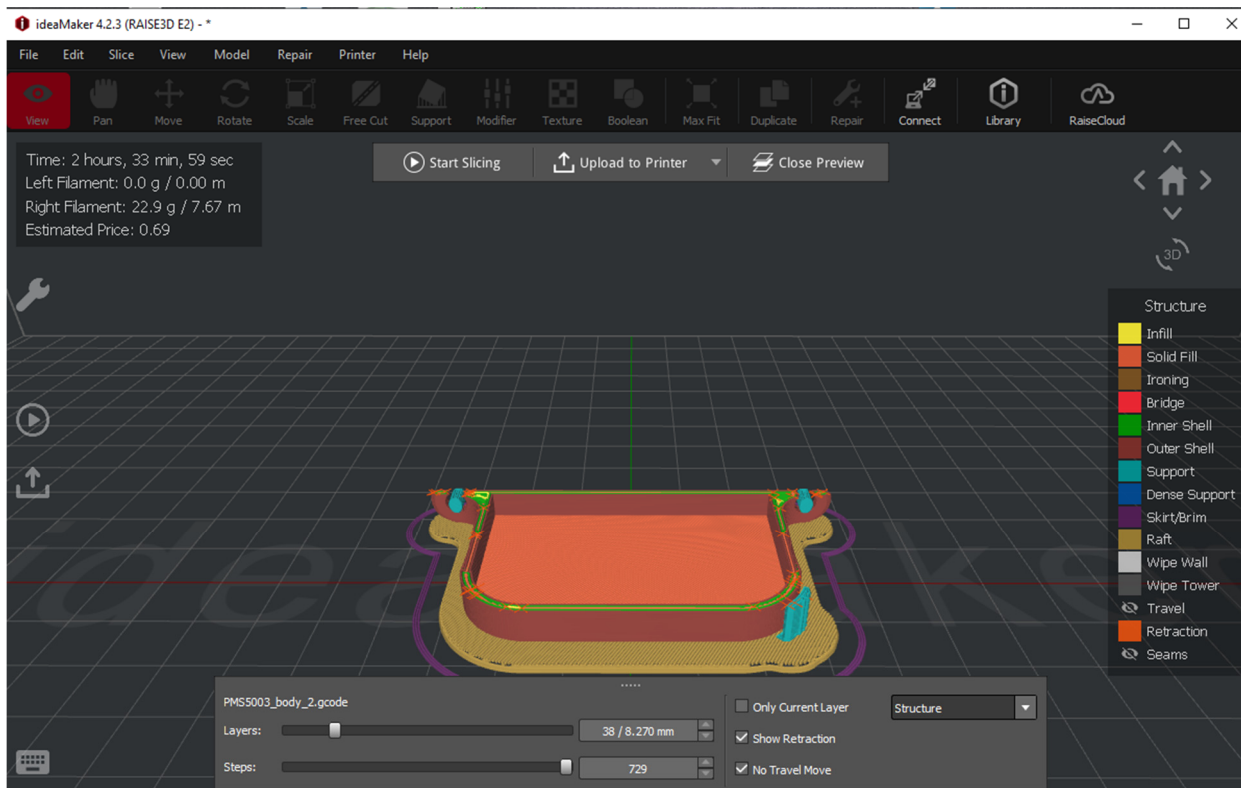 ideaMaker 4.2.3 (RAISE3D E2) - *
File Edit Slice View Model Repair Printer Help
View Pan Move Rotate Scale Free Cut Support Modifier Texture Boolean Max Fit Duplicate Repair Connect Library RaiseCloud
Time: 2 hours, 33 min, 59 sec
Left Filament: 0.0 g / 0.00 m
Right Filament: 22.9 g / 7.67 m
Estimated Price: 0.69
Start Slicing Upload to Printer Close Preview
3D
Structure
Infill
Solid Fill
Ironing
Bridge
Inner Shell
Outer Shell
Support
Dense Support
Skirt/Brim
Raft
Wipe Wall
Wipe Tower
Travel
Retraction
Seams
ideaMaker
PMS5003_body_2.gcode
Layers: 38 / 8.270 mm
Steps: 729
Only Current Layer Structure
Show Retraction
No Travel Move